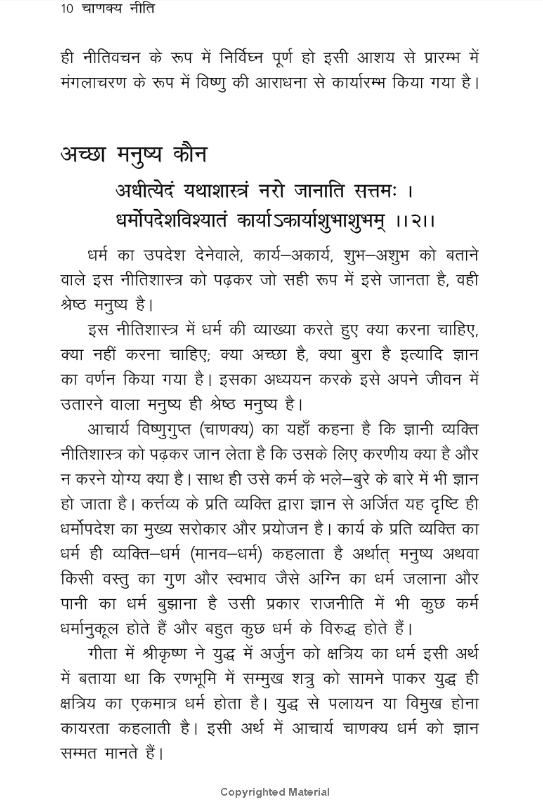 10 चाणक्य नीति
ही नीतिवचन के रूप में निर्विघ्न पूर्ण हो इसी आशय से प्रारम्भ में
मंगलाचरण के रूप में विष्णु की आराधना से कार्यारम्भ किया गया है।
अच्छा मनुष्य कौन
अधीत्येदं यथाशास्त्रं नरो जानाति सत्तमः ।
धर्मोपदेशविश्यातं कार्याऽकार्याशुभाशुभम् ।।२।।
धर्म का उपदेश देनेवाले, कार्य–अकार्य, शुभ–अशुभ को बताने
वाले इस नीतिशास्त्र को पढ़कर जो सही रूप में इसे जानता है, वही
श्रेष्ठ मनुष्य है।
इस नीतिशास्त्र में धर्म की व्याख्या करते हुए क्या करना चाहिए,
क्या नहीं करना चाहिए; क्या अच्छा है, क्या बुरा है इत्यादि ज्ञान
का वर्णन किया गया है। इसका अध्ययन करके इसे अपने जीवन में
उतारने वाला मनुष्य ही श्रेष्ठ मनुष्य है।
आचार्य विष्णुगुप्त (चाणक्य) का यहाँ कहना है कि ज्ञानी व्यक्ति
नीतिशास्त्र को पढ़कर जान लेता है कि उसके लिए करणीय क्या है और
न करने योग्य क्या है। साथ ही उसे कर्म के भले–बुरे के बारे में भी ज्ञान
हो जाता है। कर्त्तव्य के प्रति व्यक्ति द्वारा ज्ञान से अर्जित यह दृष्टि ही
धर्मोपदेश का मुख्य सरोकार और प्रयोजन है। कार्य के प्रति व्यक्ति का
धर्म ही व्यक्ति–धर्म (मानव–धर्म) कहलाता है अर्थात् मनुष्य अथवा
किसी वस्तु का गुण और स्वभाव जैसे अग्नि का धर्म जलाना और
पानी का धर्म बुझाना है उसी प्रकार राजनीति में भी कुछ कर्म
धर्मानुकूल होते हैं और बहुत कुछ धर्म के विरुद्ध होते हैं।
गीता में श्रीकृष्ण ने युद्ध में अर्जुन को क्षत्रिय का धर्म इसी अर्थ
में बताया था कि रणभूमि में सम्मुख शत्रु को सामने पाकर युद्ध ही
क्षत्रिय का एकमात्र धर्म होता है। युद्ध से पलायन या विमुख होना
कायरता कहलाती है। इसी अर्थ में आचार्य चाणक्य धर्म को ज्ञान
सम्मत मानते हैं।
Copyrighted Material